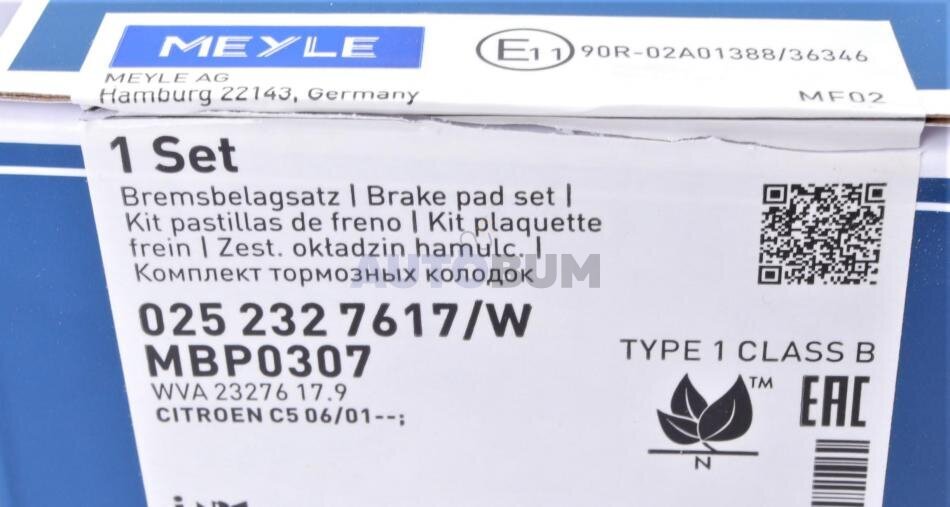 MEYLE
E11 90R-02A01388/36346
MEYLE AG
Hamburg 22143, Germany
MF02
1 Set
Bremsbelagsatz | Brake pad set |
Kit pastillas de freno | Kit plaquette
frein | Zest. okładzin hamulc. |
Комплект тормозных колодок
AUTOBUM
025 232 7617/W
MBP0307
WVA 23276 17.9
CITROEN C5 06/01--;
TYPE 1 CLASS B
TM
EAC
N